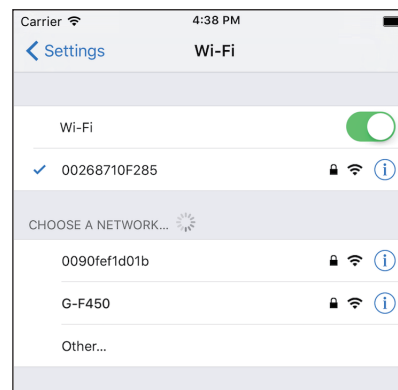 Carrier 4:38 PM
Settings Wi-Fi
Wi-Fi
00268710F285
CHOOSE A NETWORK...
0090fef1d01b
G-F450
Other...